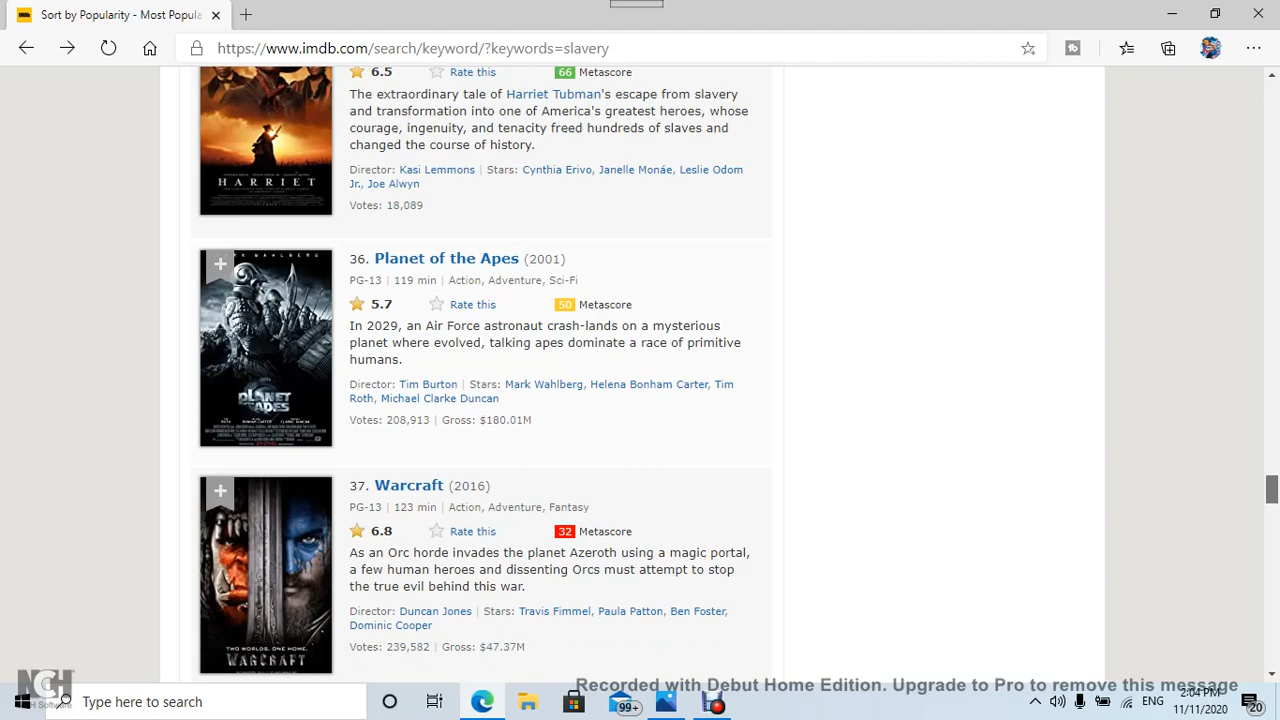 Sort by Popularity - Most Popula
https://www.imdb.com/search/keyword/?keywords=slavery
6.5 Rate this 66 Metascore
The extraordinary tale of Harriet Tubman's escape from slavery
and transformation into one of America's greatest heroes, whose
courage, ingenuity, and tenacity freed hundreds of slaves and
changed the course of history.
Director: Kasi Lemmons | Stars: Cynthia Erivo, Janelle Monáe, Leslie Odom
Jr., Joe Alwyn
HARRIET
Votes: 18,089
36. Planet of the Apes (2001)
PG-13 | 119 min | Action, Adventure, Sci-Fi
5.7 Rate this 50 Metascore
In 2029, an Air Force astronaut crash-lands on a mysterious
planet where evolved, talking apes dominate a race of primitive
humans.
Director: Tim Burton | Stars: Mark Wahlberg, Helena Bonham Carter, Tim
Roth, Michael Clarke Duncan
PLANET
OF THE APES
Votes: 208,913 | Gross: $180.01M
37. Warcraft (2016)
PG-13 | 123 min | Action, Adventure, Fantasy
6.8 Rate this 32 Metascore
As an Orc horde invades the planet Azeroth using a magic portal,
a few human heroes and dissenting Orcs must attempt to stop
the true evil behind this war.
Director: Duncan Jones | Stars: Travis Fimmel, Paula Patton, Ben Foster,
Dominic Cooper
Votes: 239,382 | Gross: $47.37M
TWO WORLDS. ONE HOME.
WARCRAFT
NCH
NCH Software
Recorded with Debut Home Edition. Upgrade to Pro to remove this message
Type here to search
99+
ENG
2:04 PM
11/11/2020
20